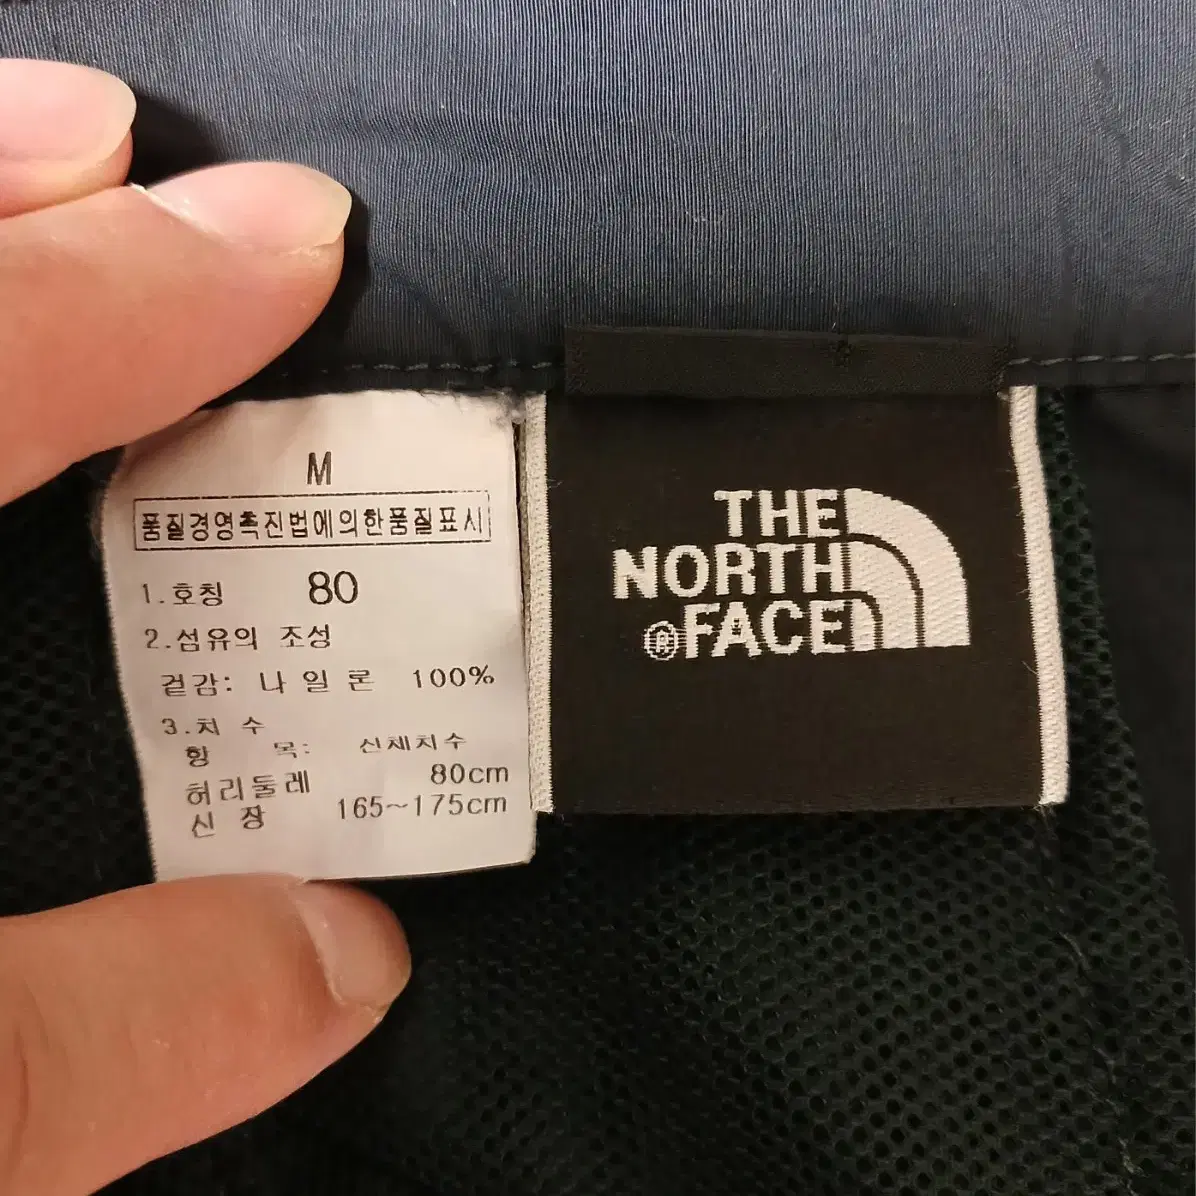 M
품질경영촉진법에의한품질표시
1.호칭 80
2.섬유의 조성
겉감: 나 일 론 100%
3.치 수
항 목: 신체치수
허리둘레 80cm
신 장 165~175cm
THE
NORTH
®FACE